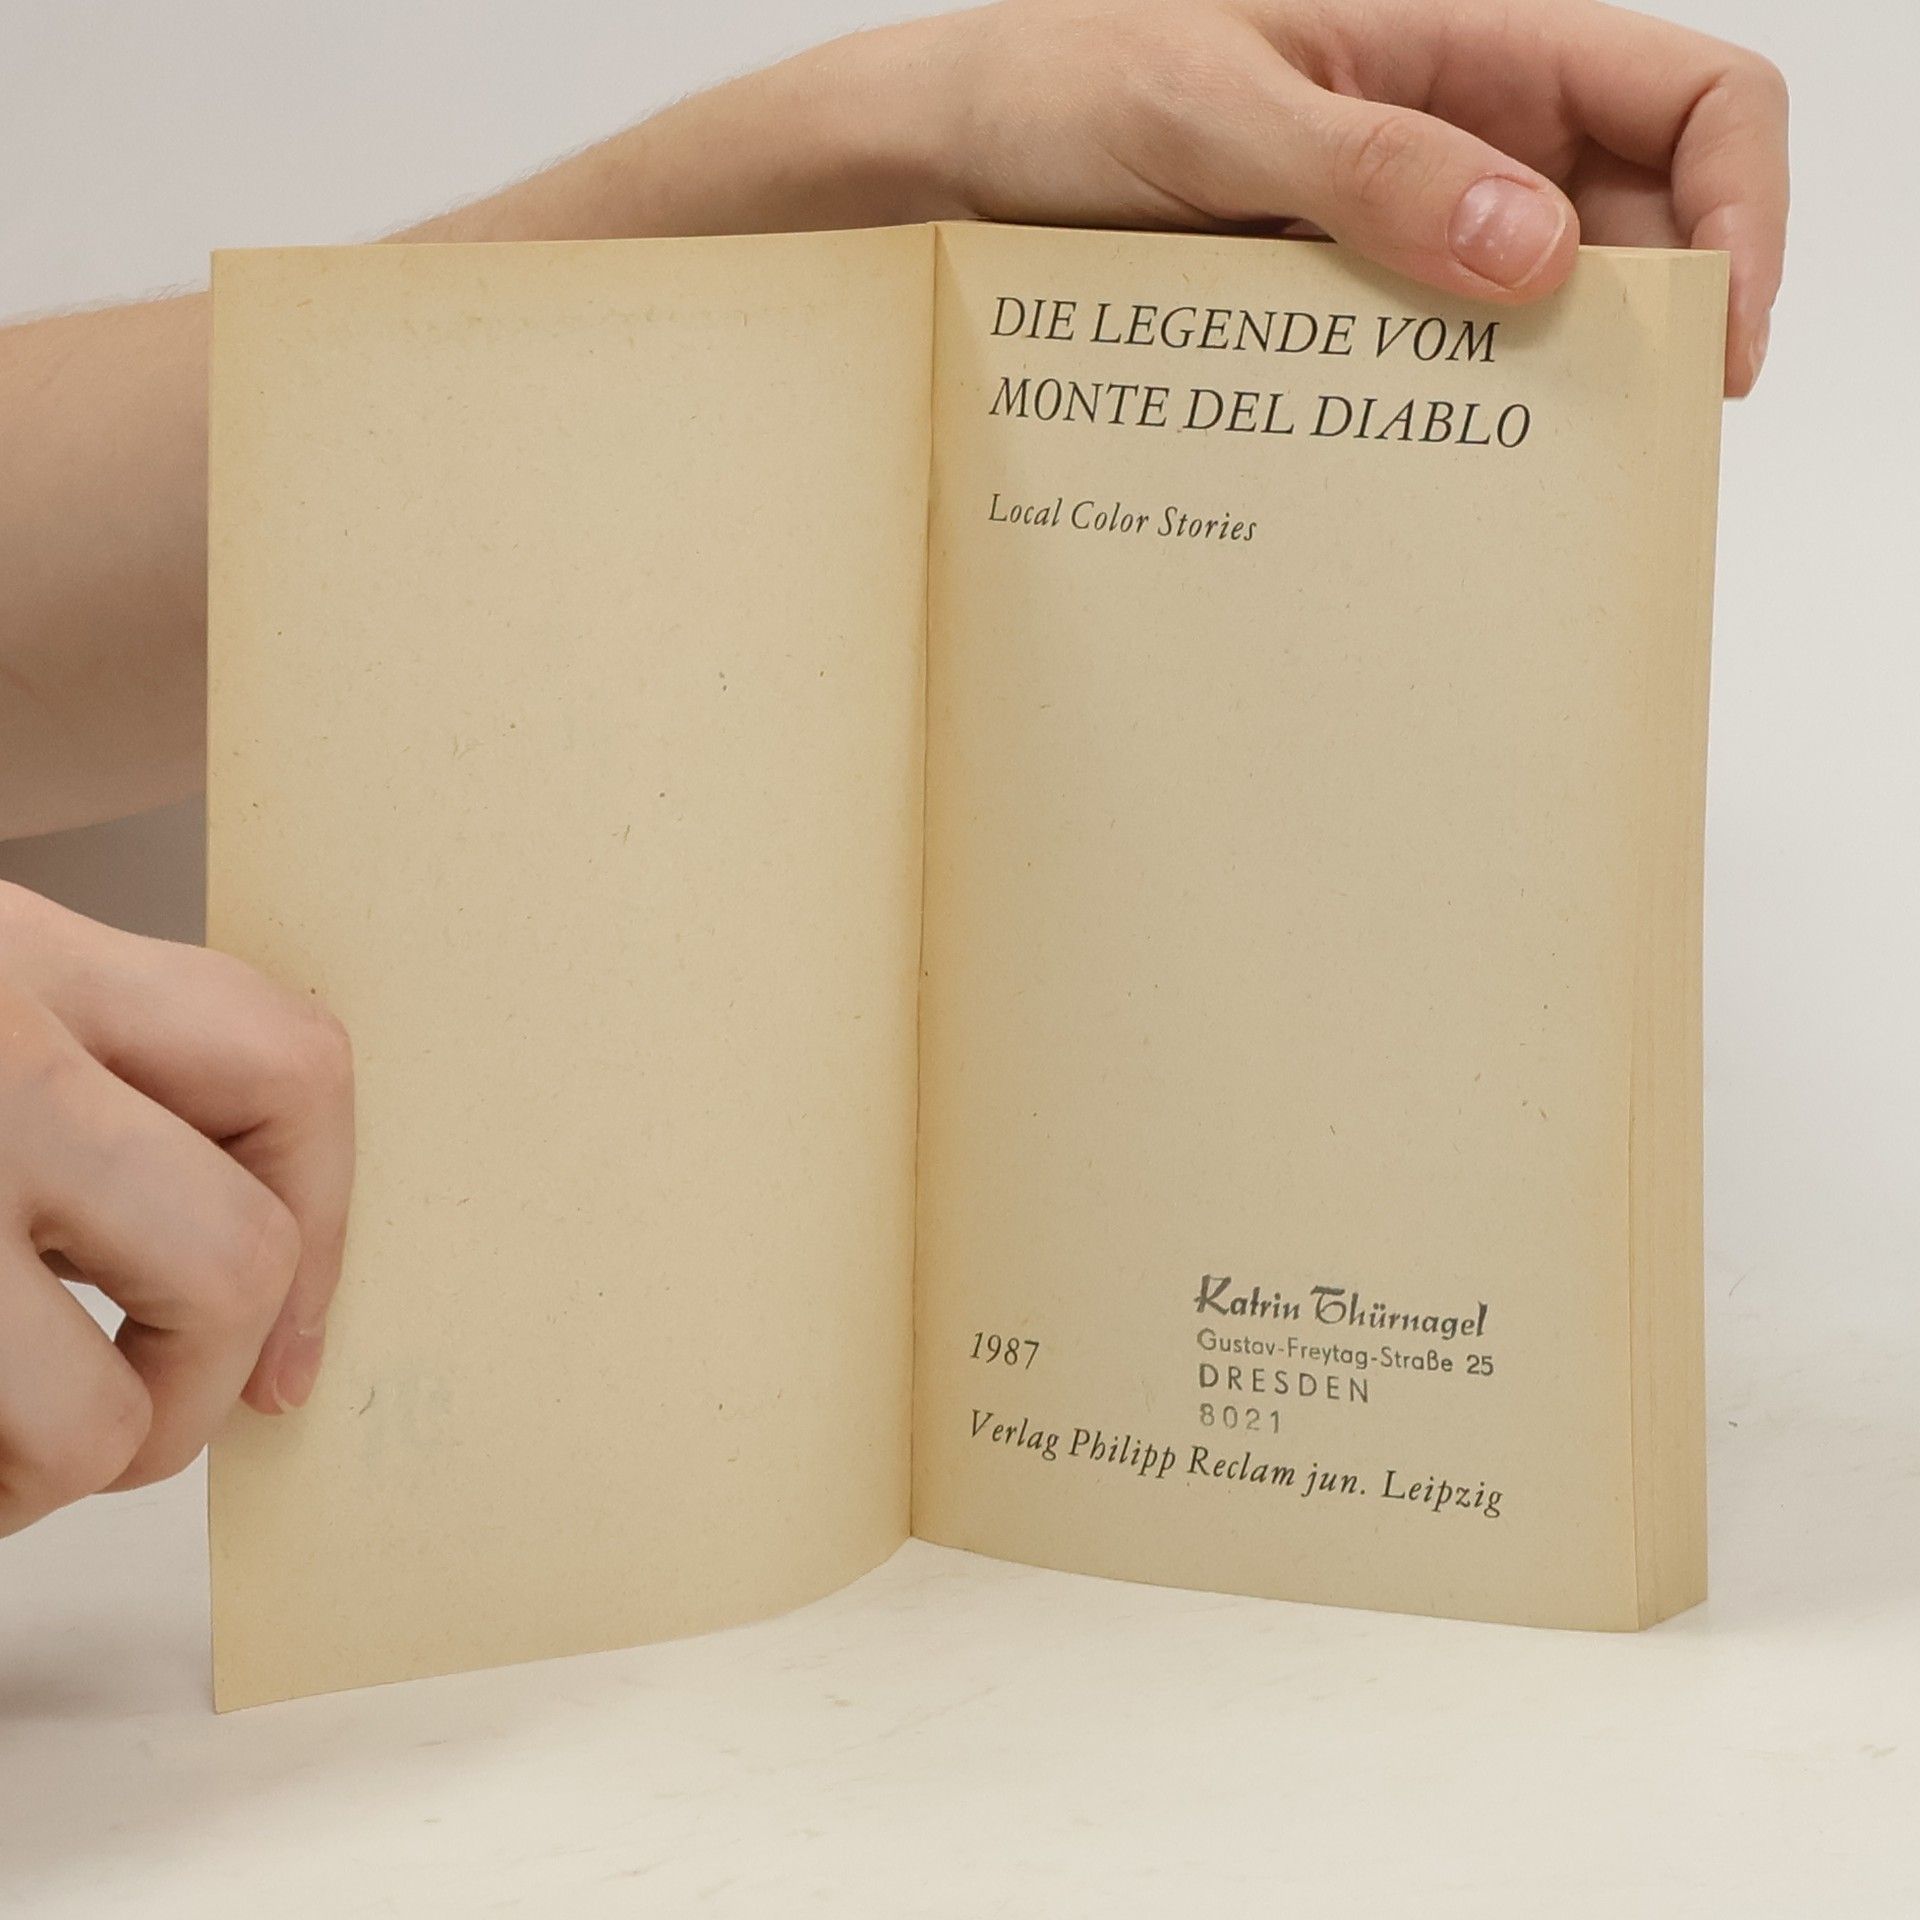 DIE LEGENDE VOM
MONTE DEL DIABLO
Local Color Stories
Katrin Thürnagel
Gustav-Freytag-Straße 25
DRESDEN
8021
1987
Verlag Philipp Reclam jun. Leipzig